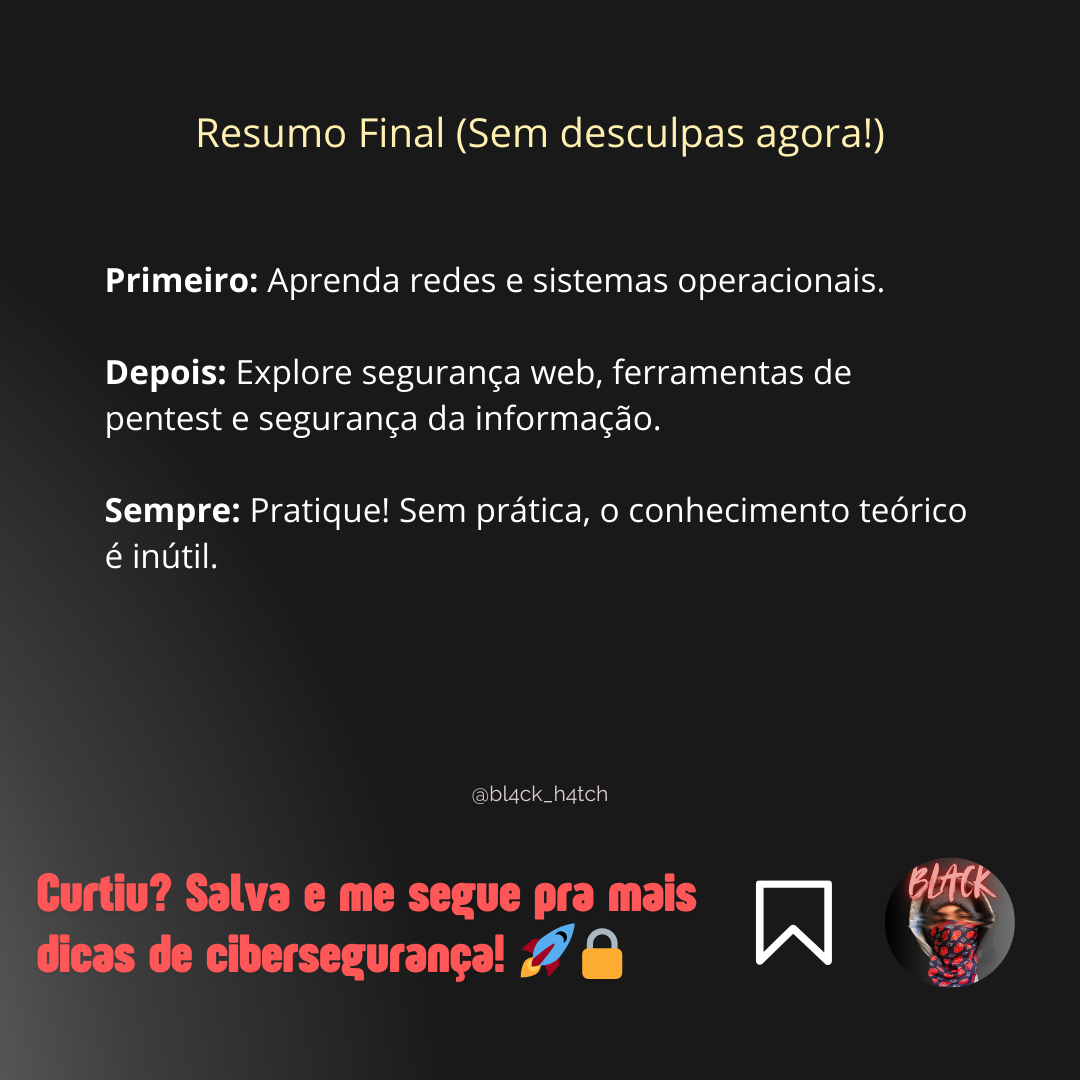 Resumo Final (Sem desculpas agora!)
Primeiro: Aprenda redes e sistemas operacionais.
Depois: Explore segurança web, ferramentas de
pentest e segurança da informação.
Sempre: Pratique! Sem prática, o conhecimento teórico
é inútil.
@bl4ck_h4tch
Curtiu? Salva e me segue pra mais
dicas de cibersegurança! 🚀🔒
BLACK